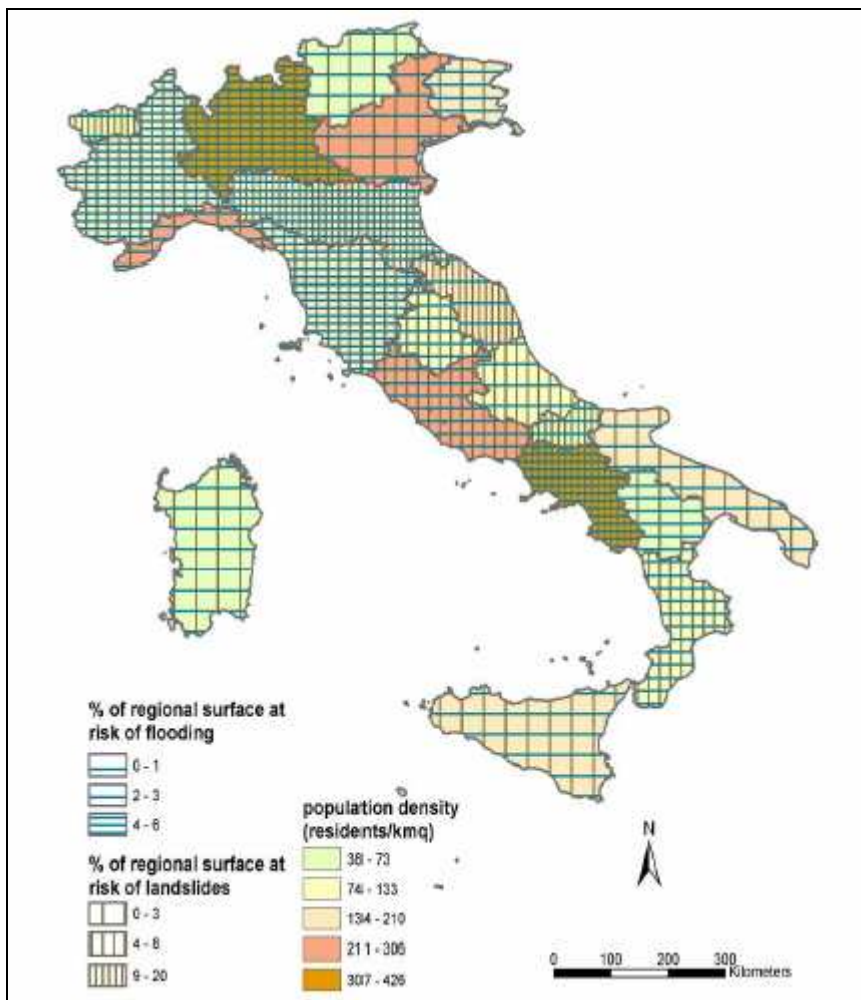 % of regional surface at
risk of flooding
0 - 1
2 - 3
4 - 6
% of regional surface at
risk of landslides
0 - 3
4 - 8
9 - 20
population density
(residents/kmq)
38 - 73
74 - 133
134 - 210
211 - 306
307 - 426
N
0 100 200 300
Kilometers